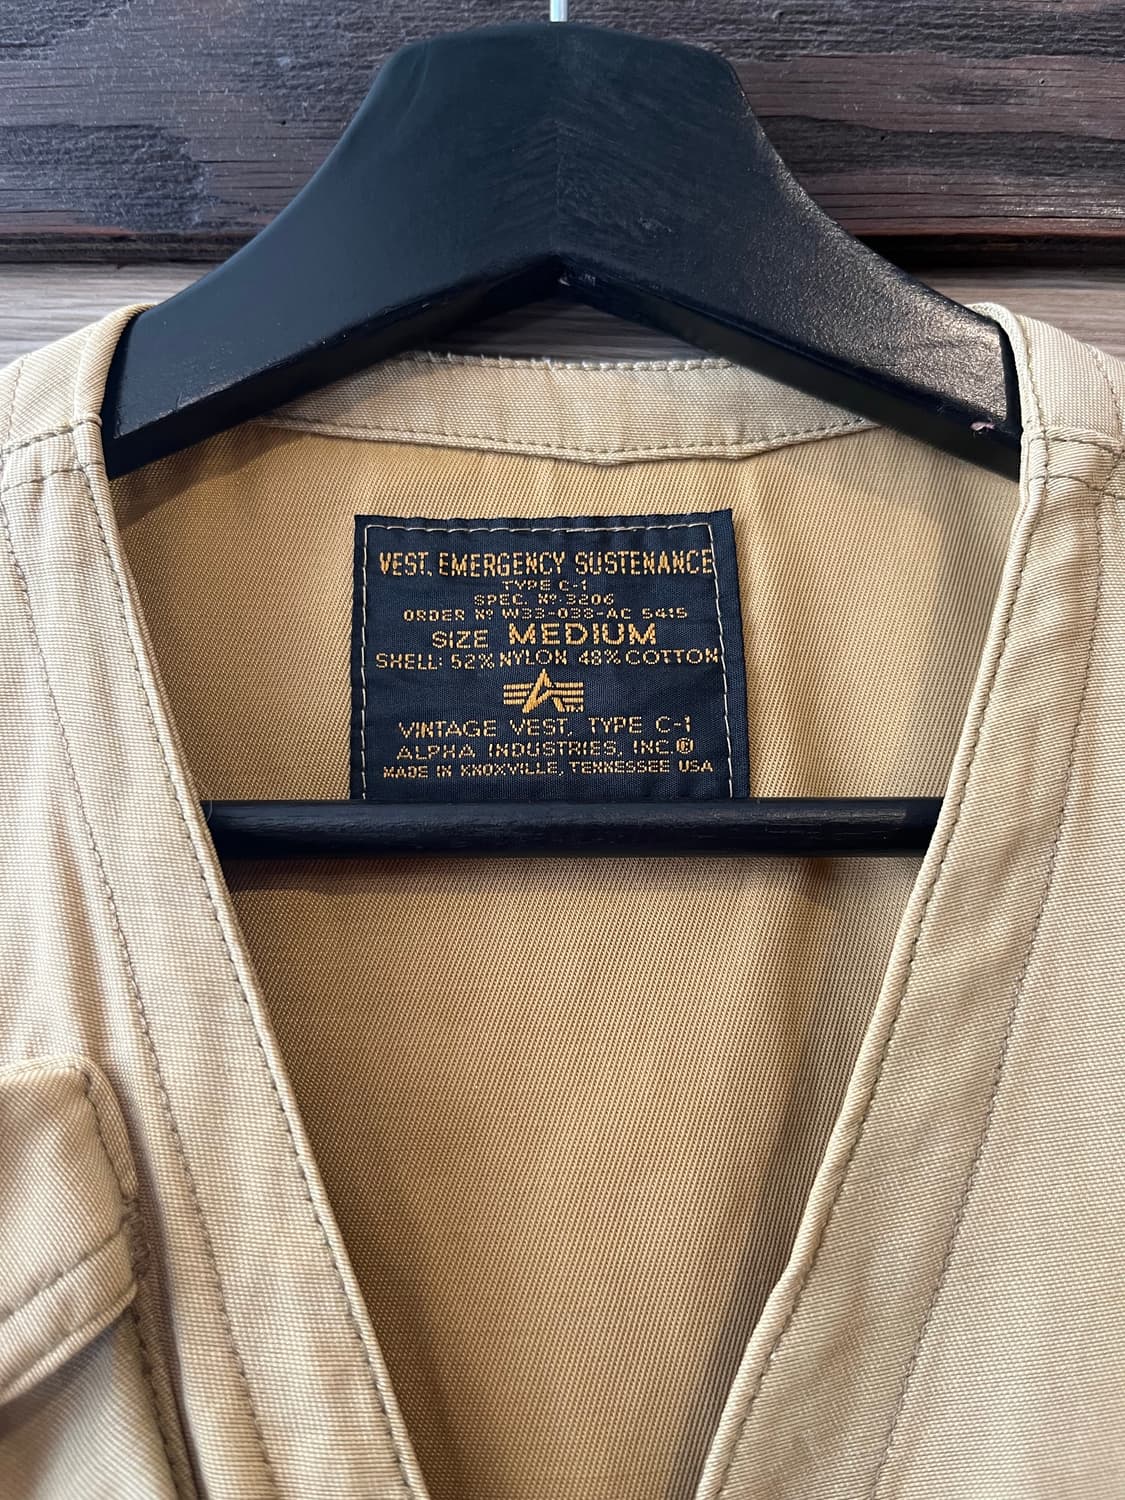 VEST, EMERGENCY SUSTENANCE
TYPE C-1
SPEC. Nº.3206
ORDER Nº W33-038-AC 5415
SIZE MEDIUM
SHELL: 52% NYLON 48% COTTON
TM
VINTAGE VEST, TYPE C-1
ALPHA INDUSTRIES, INC.®
MADE IN KNOXVILLE, TENNESSEE USA